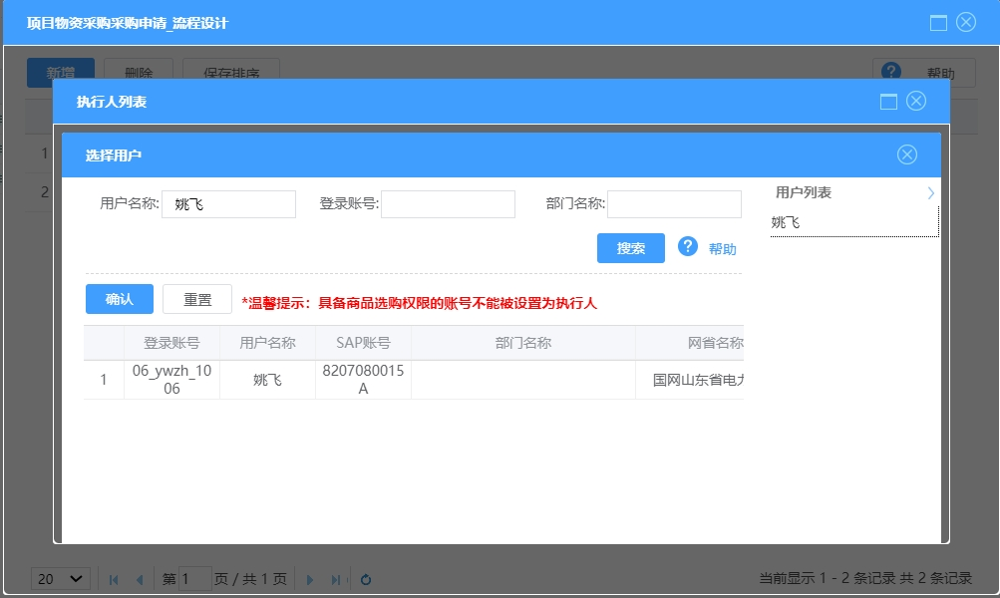 项目物资采购采购申请_流程设计
新增 删除 保存排序 帮助
执行人列表
1
2
选择用户
用户名称: 姚飞 登录账号: 部门名称:
搜索 帮助
用户列表
姚飞
确认 重置 *温馨提示：具备商品选购权限的账号不能被设置为执行人
登录账号 用户名称 SAP账号 部门名称 网省名称
1 06_ywzh_10
06 姚飞 8207080015
A 国网山东省电力
20 第 1 页 / 共 1 页 当前显示 1 - 2 条记录 共 2 条记录